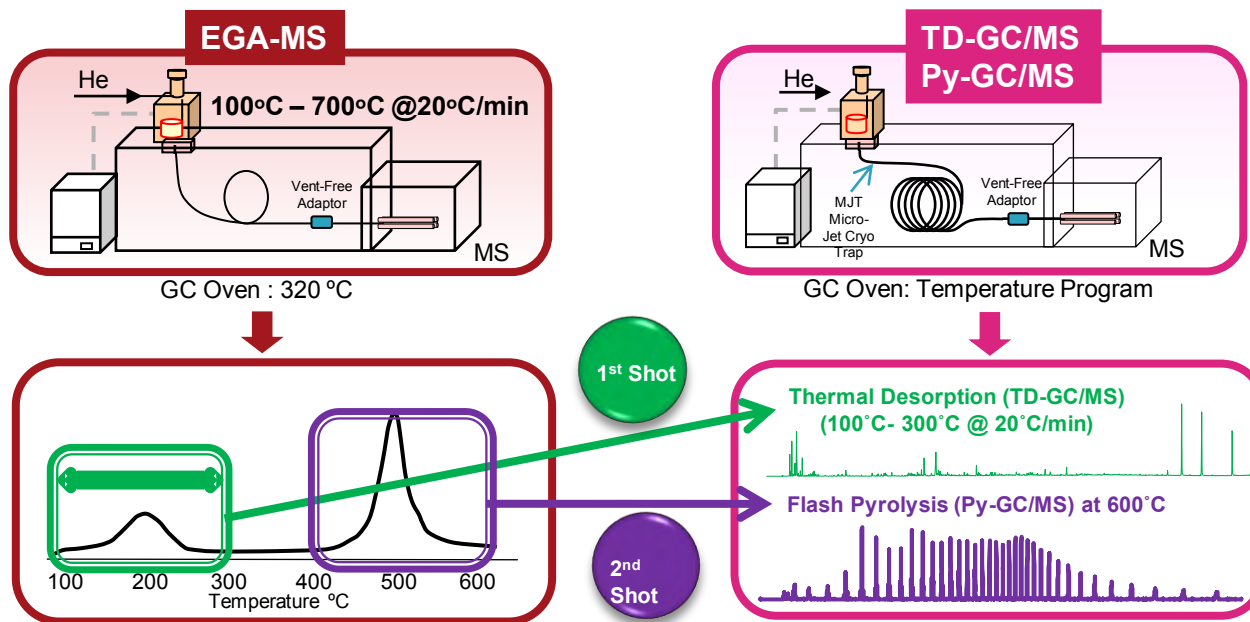 EGA-MS
He
100oC – 700oC @20oC/min
Vent-Free
Adaptor
MS
GC Oven : 320 ºC
TD-GC/MS
Py-GC/MS
He
MJT
Micro-
Jet Cryo
Trap
Vent-Free
Adaptor
MS
GC Oven: Temperature Program
1st Shot
2nd
Shot
100 200 300 400 500 600
Temperature ºC
Thermal Desorption (TD-GC/MS)
(100˚C- 300˚C @ 20˚C/min)
Flash Pyrolysis (Py-GC/MS) at 600˚C